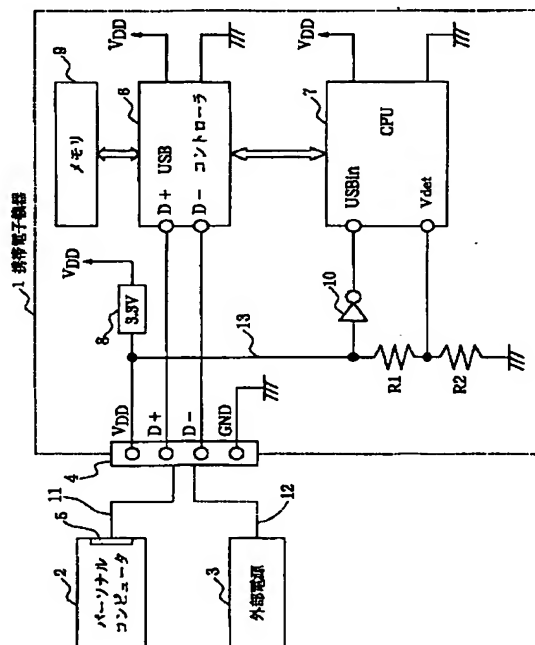 1 携帯電子機器
メモリ
9
VDD
8
3.3V
VDD
D+
USB
D-
コントローラ
6
VDD
USBin
Vdet
CPU
7
10
13
R1
R2
4
VDD
D+
D-
GND
11
5
2
パーソナル
コンピュータ
12
3
外部電源